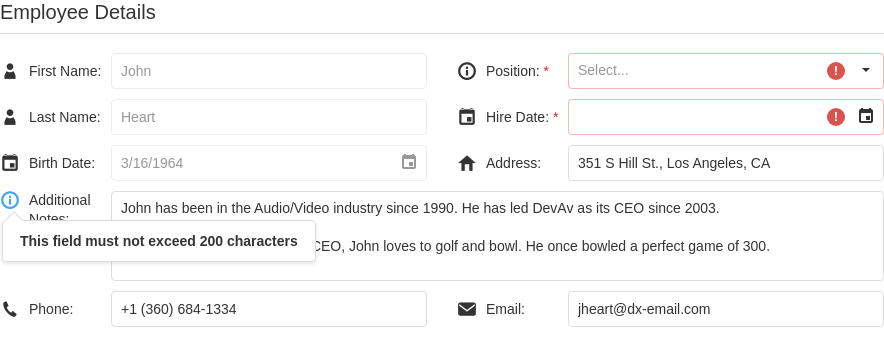 Employee Details
First Name: John
Position: * Select...
Last Name: Heart
Hire Date: *
Birth Date: 3/16/1964
Address: 351 S Hill St., Los Angeles, CA
Additional
Notes:
John has been in the Audio/Video industry since 1990. He has led DevAv as its CEO since 2003.
This field must not exceed 200 characters
CEO, John loves to golf and bowl. He once bowled a perfect game of 300.
Phone: +1 (360) 684-1334
Email: jheart@dx-email.com